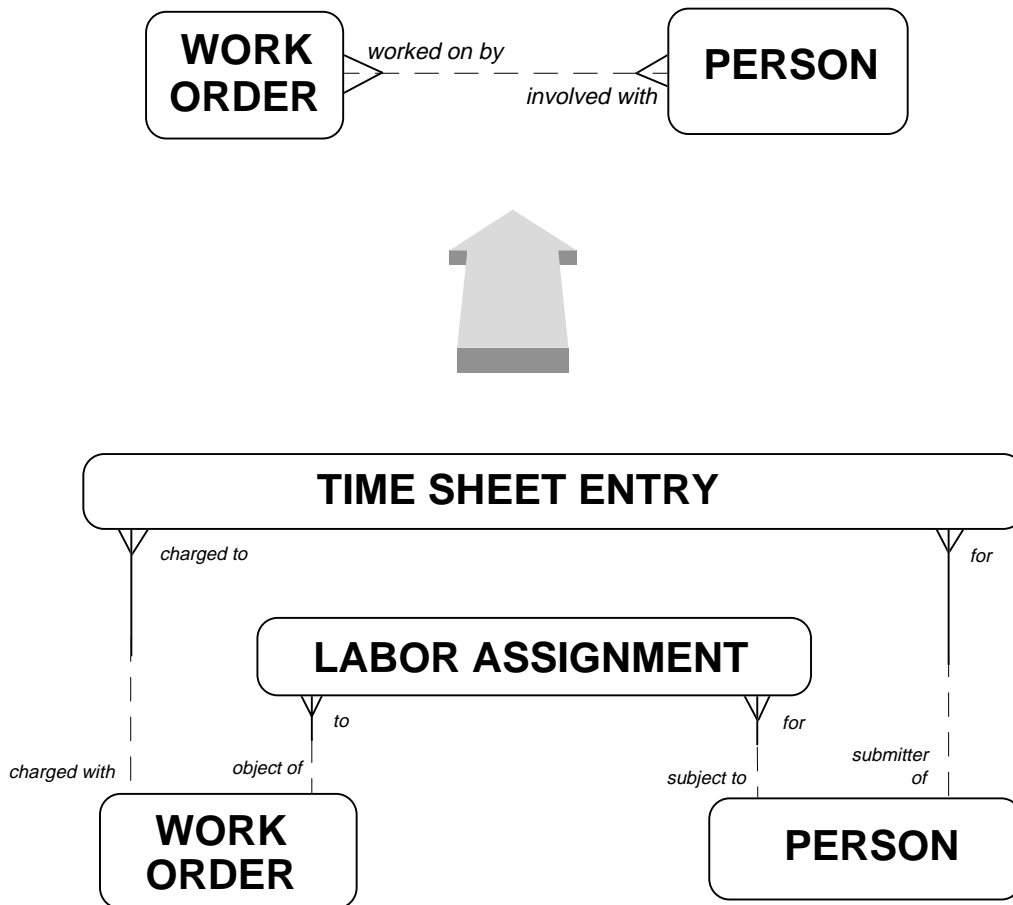 WORK
ORDER
worked on by
involved with
PERSON
TIME SHEET ENTRY
charged to
for
LABOR ASSIGNMENT
to
for
charged with
object of
subject to
submitter
of
WORK
ORDER
PERSON